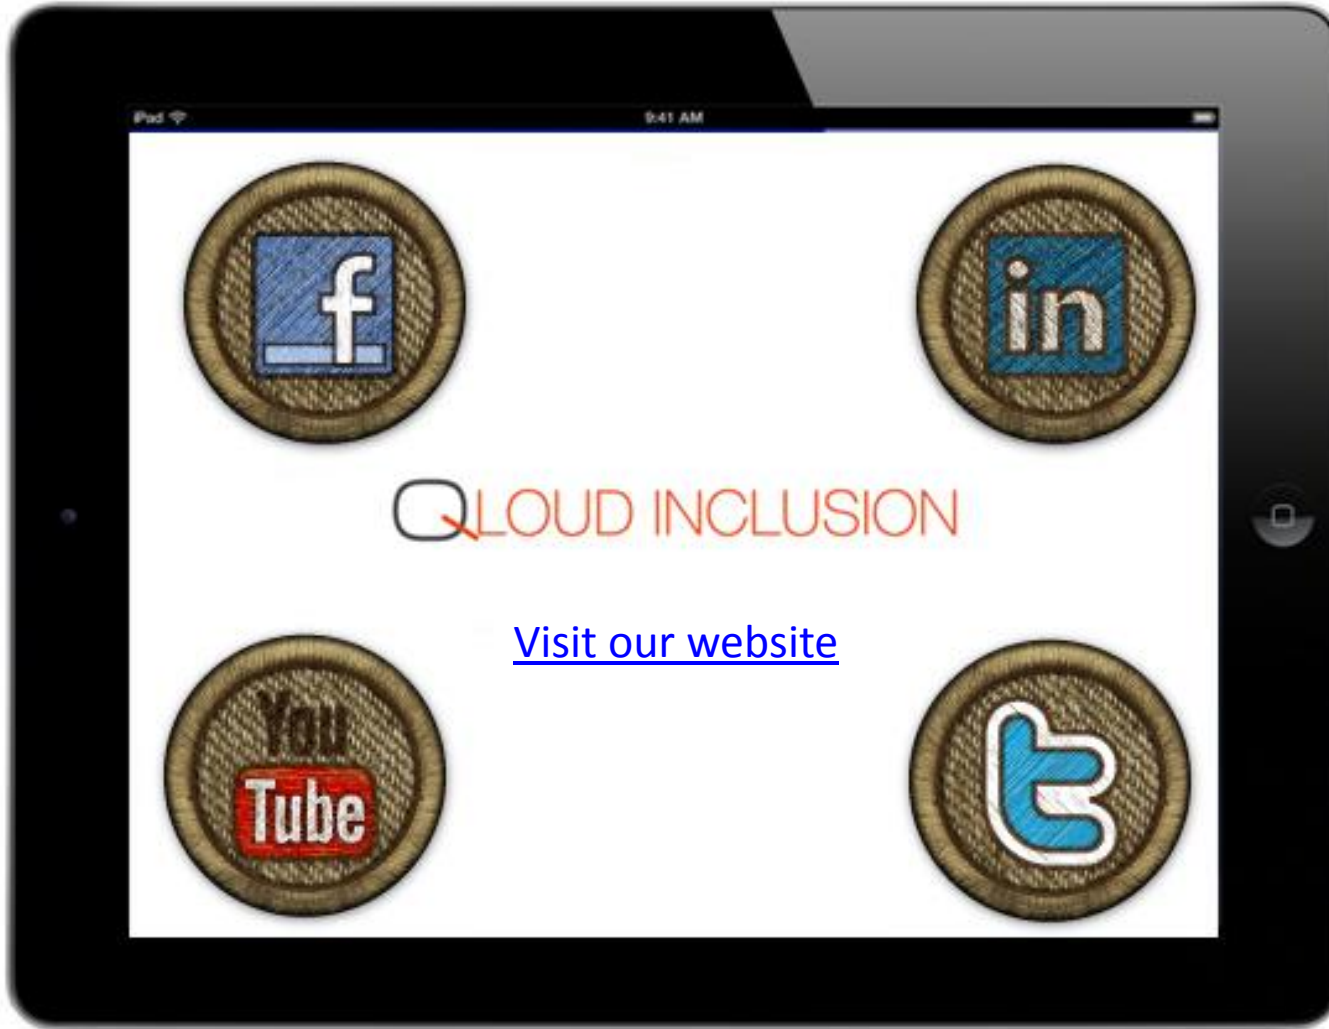 iPad 9:41 AM
f
in
QLOUD INCLUSION
Visit our website
You
Tube
t